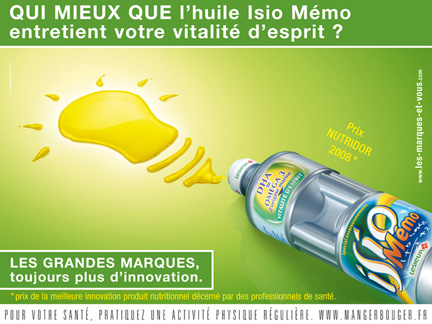 QUI MIEUX QUE l'huile Isio Mémo
entretient votre vitalité d'esprit ?
www.les-marques-et-vous.com
Prix
NUTRIDOR
2008*
DHA
OMEGA 3
VITALITÉ D'ESPRIT
isio
Mémo
Lesieur
LES GRANDES MARQUES,
toujours plus d'innovation.
*prix de la meilleure innovation produit nutritionnel décerné par des professionnels de santé.
POUR VOTRE SANTÉ, PRATIQUEZ UNE ACTIVITÉ PHYSIQUE RÉGULIÈRE. WWW.MANGERBOUGER.FR